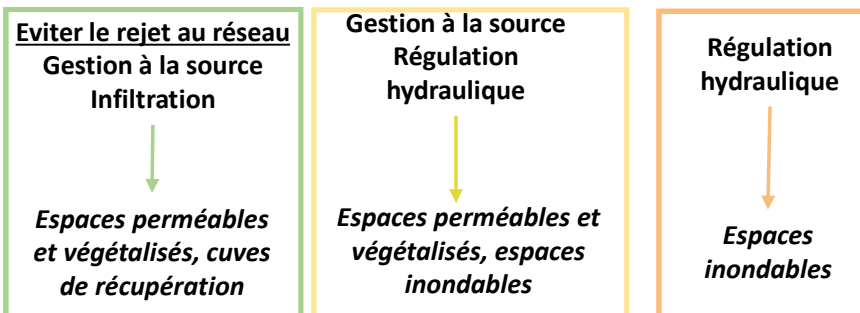 Eviter le rejet au réseau
Gestion à la source
Infiltration
Espaces perméables
et végétalisés, cuves
de récupération
Gestion à la source
Régulation
hydraulique
Espaces perméables et
végétalisés, espaces
inondables
Régulation
hydraulique
Espaces
inondables